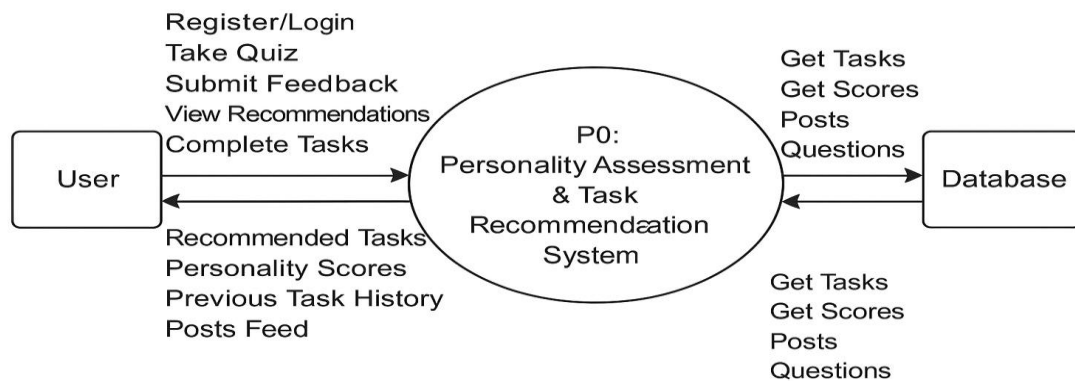 Register/Login
Take Quiz
Submit Feedback
View Recommendations
Complete Tasks
User
Recommended Tasks
Personality Scores
Previous Task History
Posts Feed
P0:
Personality Assessment
& Task
Recommendæation
System
Get Tasks
Get Scores
Posts
Questions
Database
Get Tasks
Get Scores
Posts
Questions